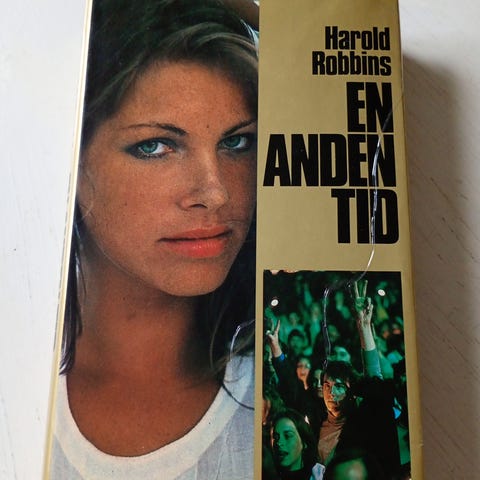 Harold
Robbins
EN
ANDEN
TID